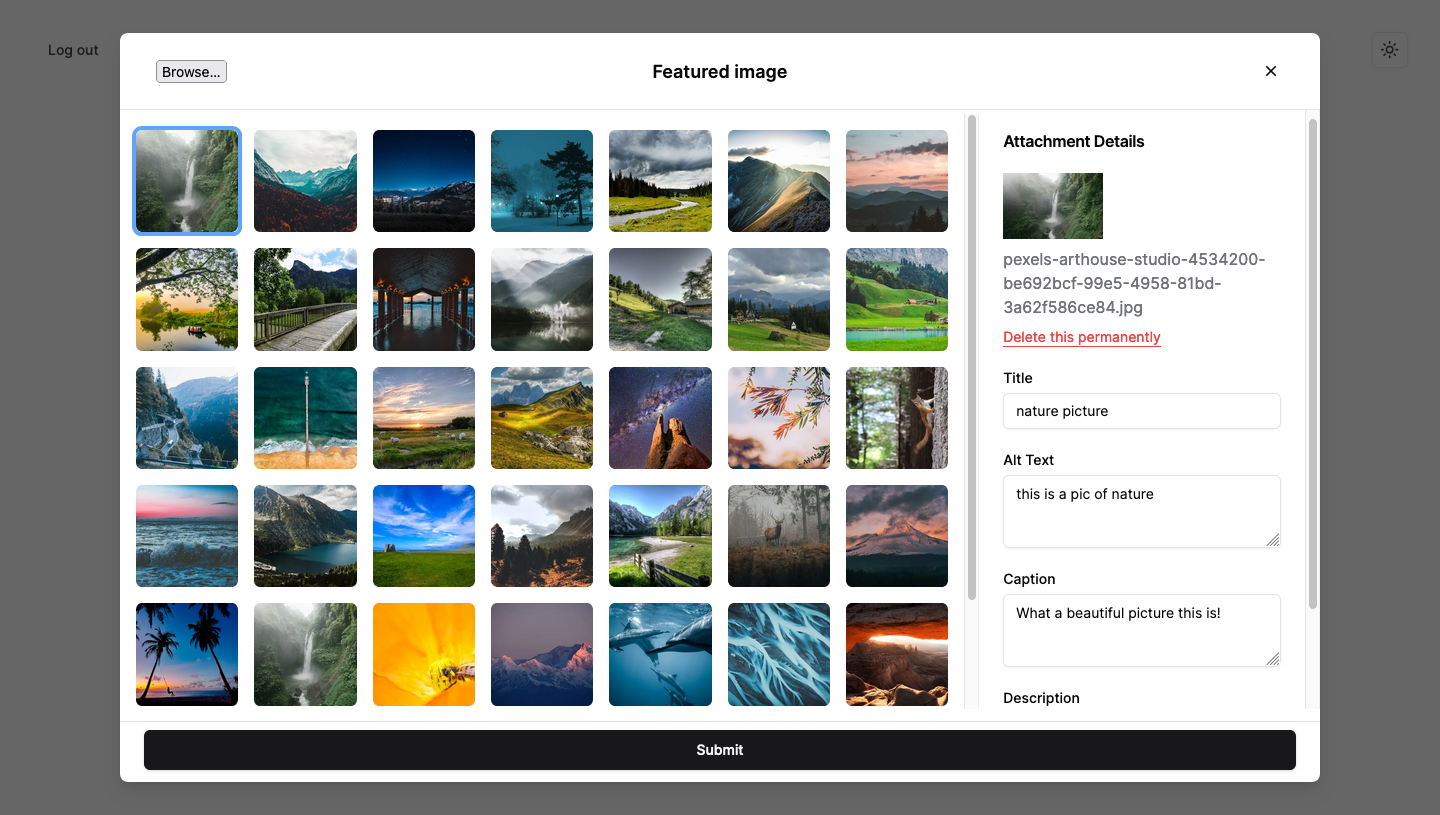 Log out
Browse...
Featured image
Attachment Details
pexels-arthouse-studio-4534200-
be692bcf-99e5-4958-81bd-
3a62f586ce84.jpg
Delete this permanently
Title
nature picture
Alt Text
this is a pic of nature
Caption
What a beautiful picture this is!
Description
Submit